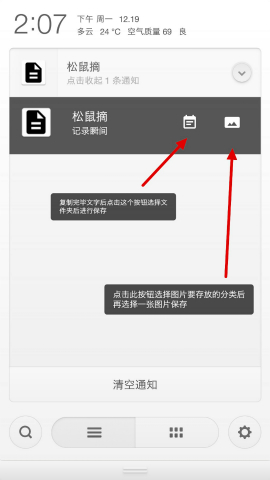 2:07
下午 周一 12.19
多云 24 °C 空气质量 69 良
松鼠摘
点击收起 1 条通知
松鼠摘
记录瞬间
复制完毕文字后点击这个按钮选择文
件夹后进行保存
点击此按钮选择图片要存放的分类后
再选择一张图片保存
清空通知